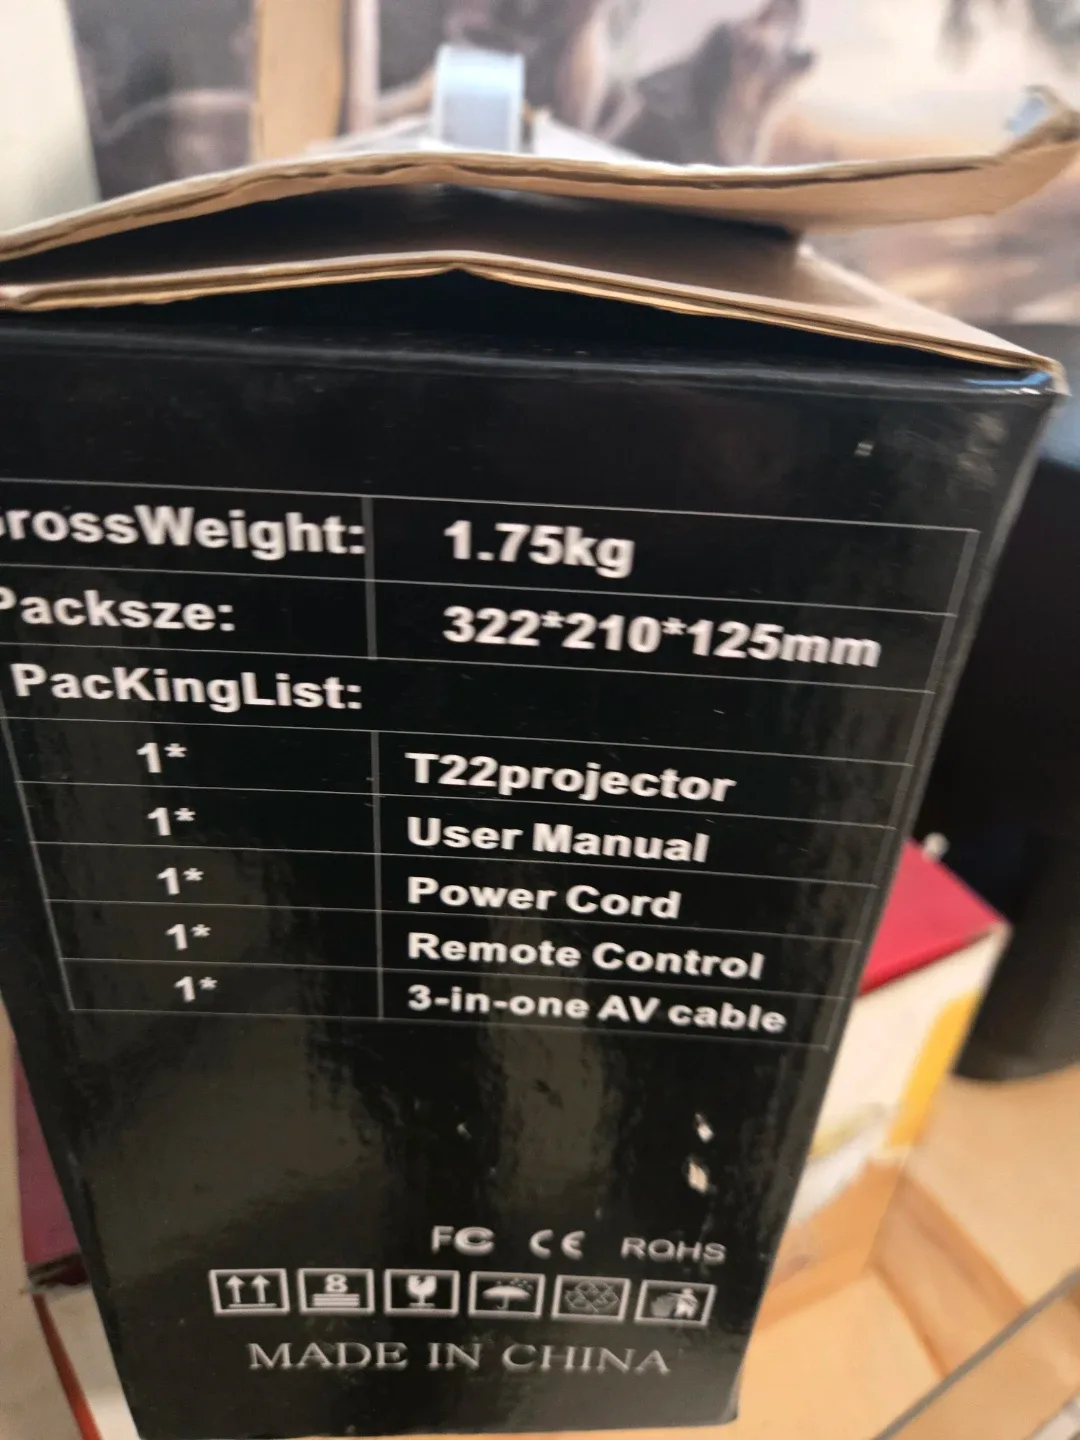 GrossWeight: 1.75kg
Packsze: 322*210*125mm
PacKingList:
1* T22projector
1* User Manual
1* Power Cord
1* Remote Control
1* 3-in-one AV cable
FC CE ROHS
8
MADE IN CHINA